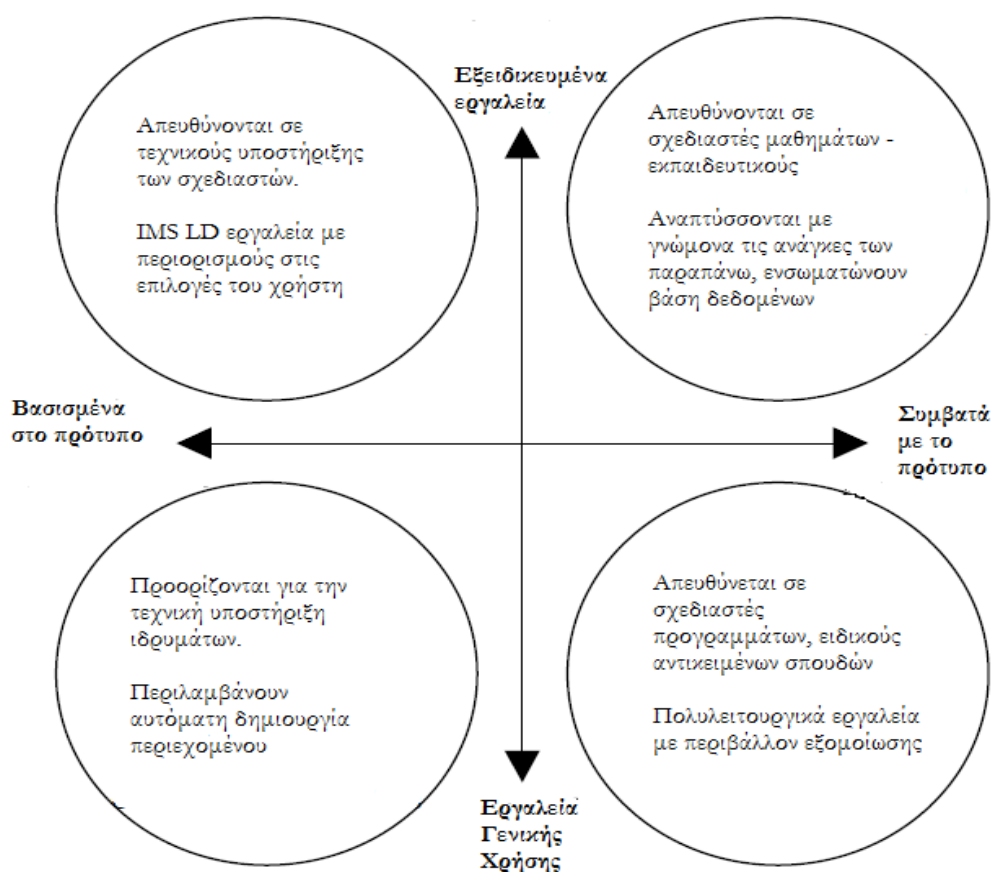 Εξειδικευμένα
εργαλεία
Απευθύνονται σε
τεχνικούς υποστήριξης
των σχεδιαστών.
IMS LD εργαλεία με
περιορισμούς στις
επιλογές του χρήστη
Απευθύνονται σε
σχεδιαστές μαθημάτων -
εκπαιδευτικούς
Αναπτύσσονται με
γνώμονα τις ανάγκες των
παραπάνω, ενσωματώνουν
βάση δεδομένων
Βασισμένα
στο πρότυπο
Συμβατά
με το
πρότυπο
Προορίζονται για την
τεχνική υποστήριξη
ιδρυμάτων.
Περιλαμβάνουν
αυτόματη δημιουργία
περιεχομένου
Απευθύνεται σε
σχεδιαστές
προγραμμάτων, ειδικούς
αντικειμένων σπουδών
Πολυλειτουργικά εργαλεία
με περιβάλλον εξομοίωσης
Εργαλεία
Γενικής
Χρήσης